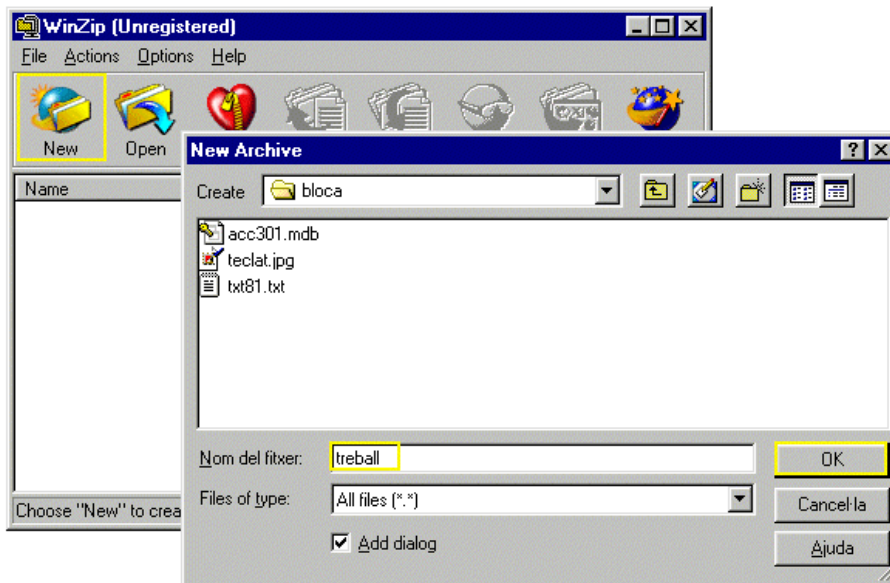 WinZip (Unregistered)
File Actions Options Help
New Open
New Archive
Name
Create bloca
acc301.mdb
teclat.jpg
txt81.txt
Nom del fitxer: treball OK
Files of type: All files (*.*) Cancel·la
Choose "New" to crea
Add dialog Ajuda